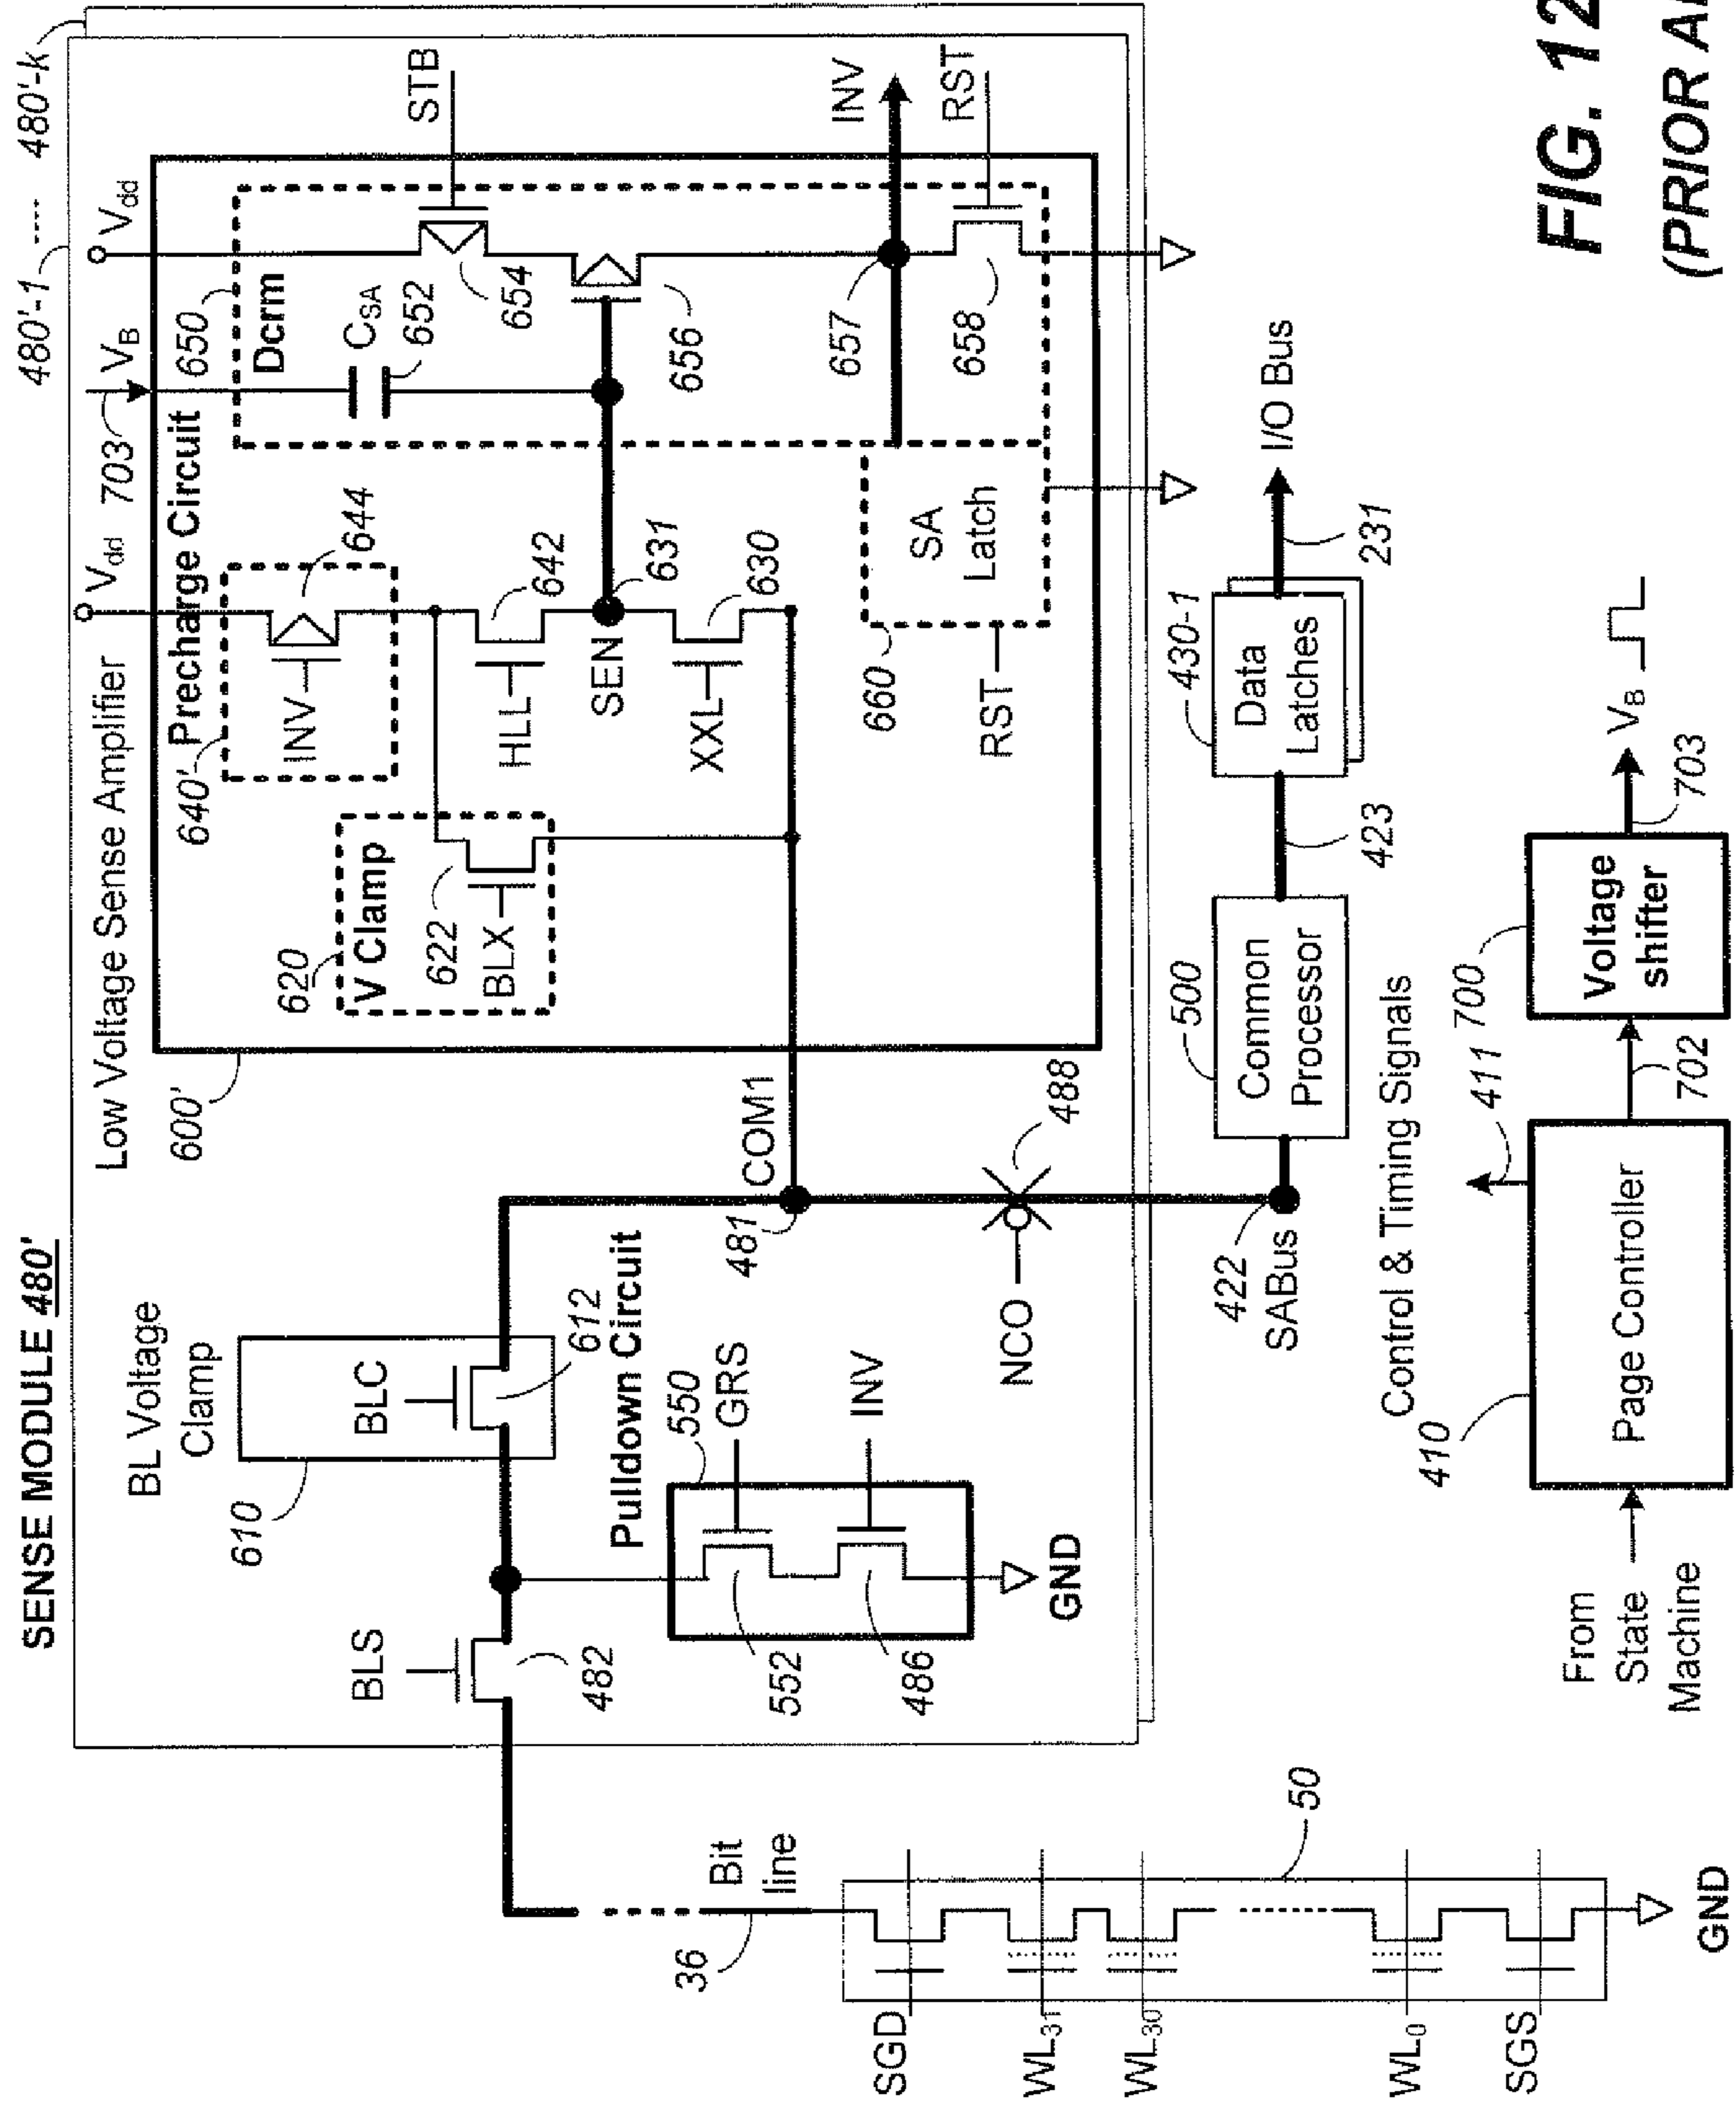 SENSE MODULE 480'
480'-1 ---- 480'-k
Low Voltage Sense Amplifier
600'
Vdd
703
VB
Vdd
640'
Precharge Circuit
644
INV
650
Dcrm
CSA
652
654
STB
620
V Clamp
622
BLX
HLL
642
SEN
631
656
XXL
630
657
INV
660
SA
Latch
RST
658
RST
BL Voltage
Clamp
610
BLC
612
BLS
482
Pulldown Circuit
550
GRS
552
INV
486
GND
COM1
481
488
NCO
422
SABus
500
Common
Processor
423
430-1
Data
Latches
231
I/O Bus
Bit
line
36
50
SGD
WL31
WL30
WL0
SGS
GND
Control & Timing Signals
411
From
State
Machine
410
Page Controller
702
700
Voltage
shifter
703
VB
FIG. 12
(PRIOR A